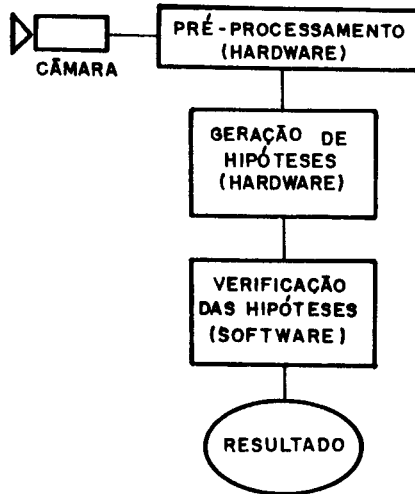 CÂMARA
PRÉ-PROCESSAMENTO
(HARDWARE)
GERAÇÃO DE
HIPÓTESES
(HARDWARE)
VERIFICAÇÃO
DAS HIPÓTESES
(SOFTWARE)
RESULTADO